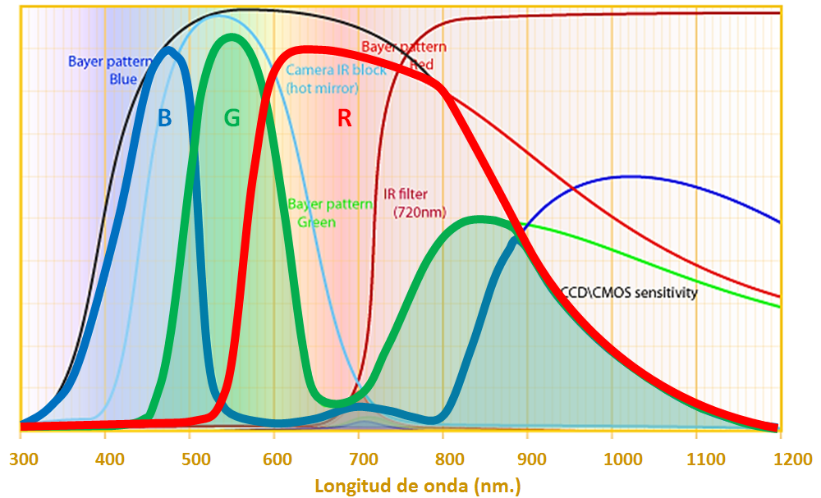 Bayer pattern
Blue
Bayer pattern
Red
Camera IR block
(hot mirror)
B
G
R
IR filter
(720nm)
Bayer pattern
Green
CCD\CMOS sensitivity
300 400 500 600 700 800 900 1000 1100 1200
Longitud de onda (nm.)